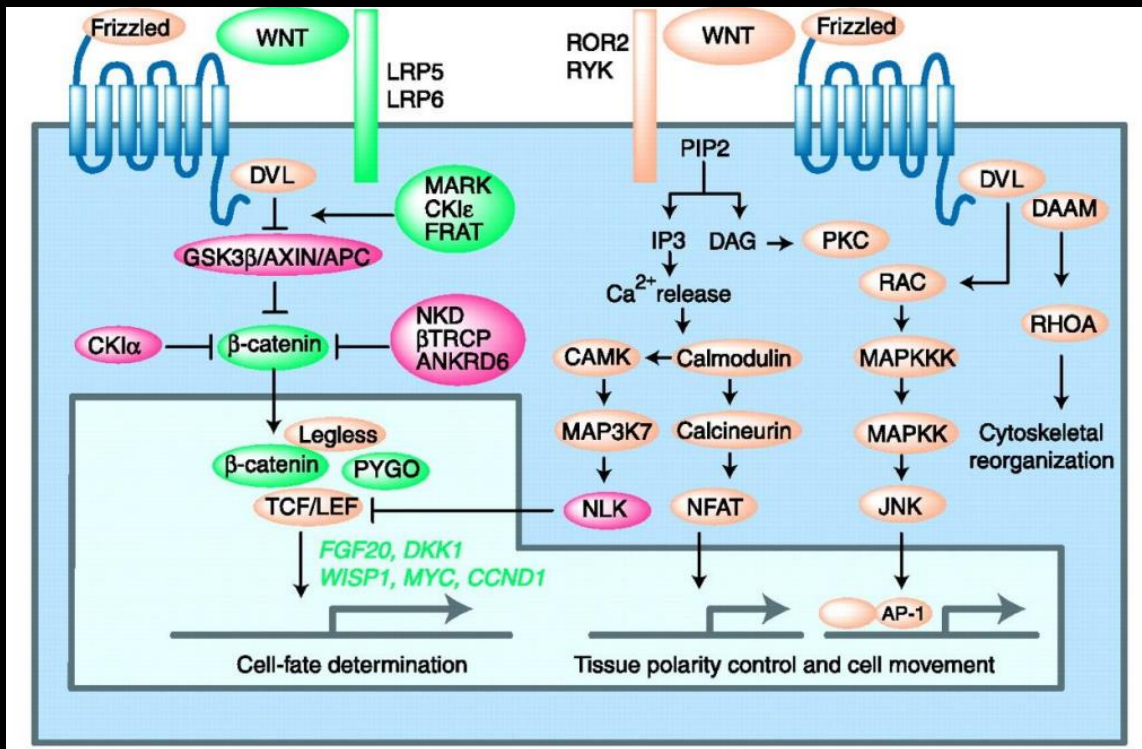 Frizzled
WNT
LRP5
LRP6
DVL
MARK
CKIε
FRAT
GSK3β/AXIN/APC
CKIα
β-catenin
NKD
βTRCP
ANKRD6
Legless
β-catenin
PYGO
TCF/LEF
FGF20, DKK1
WISP1, MYC, CCND1
Cell-fate determination
ROR2
RYK
WNT
Frizzled
PIP2
IP3
DAG
PKC
Ca2+ release
CAMK
Calmodulin
MAP3K7
Calcineurin
NLK
NFAT
DVL
DAAM
RAC
RHOA
MAPKKK
MAPKK
Cytoskeletal
reorganization
JNK
AP-1
Tissue polarity control and cell movement